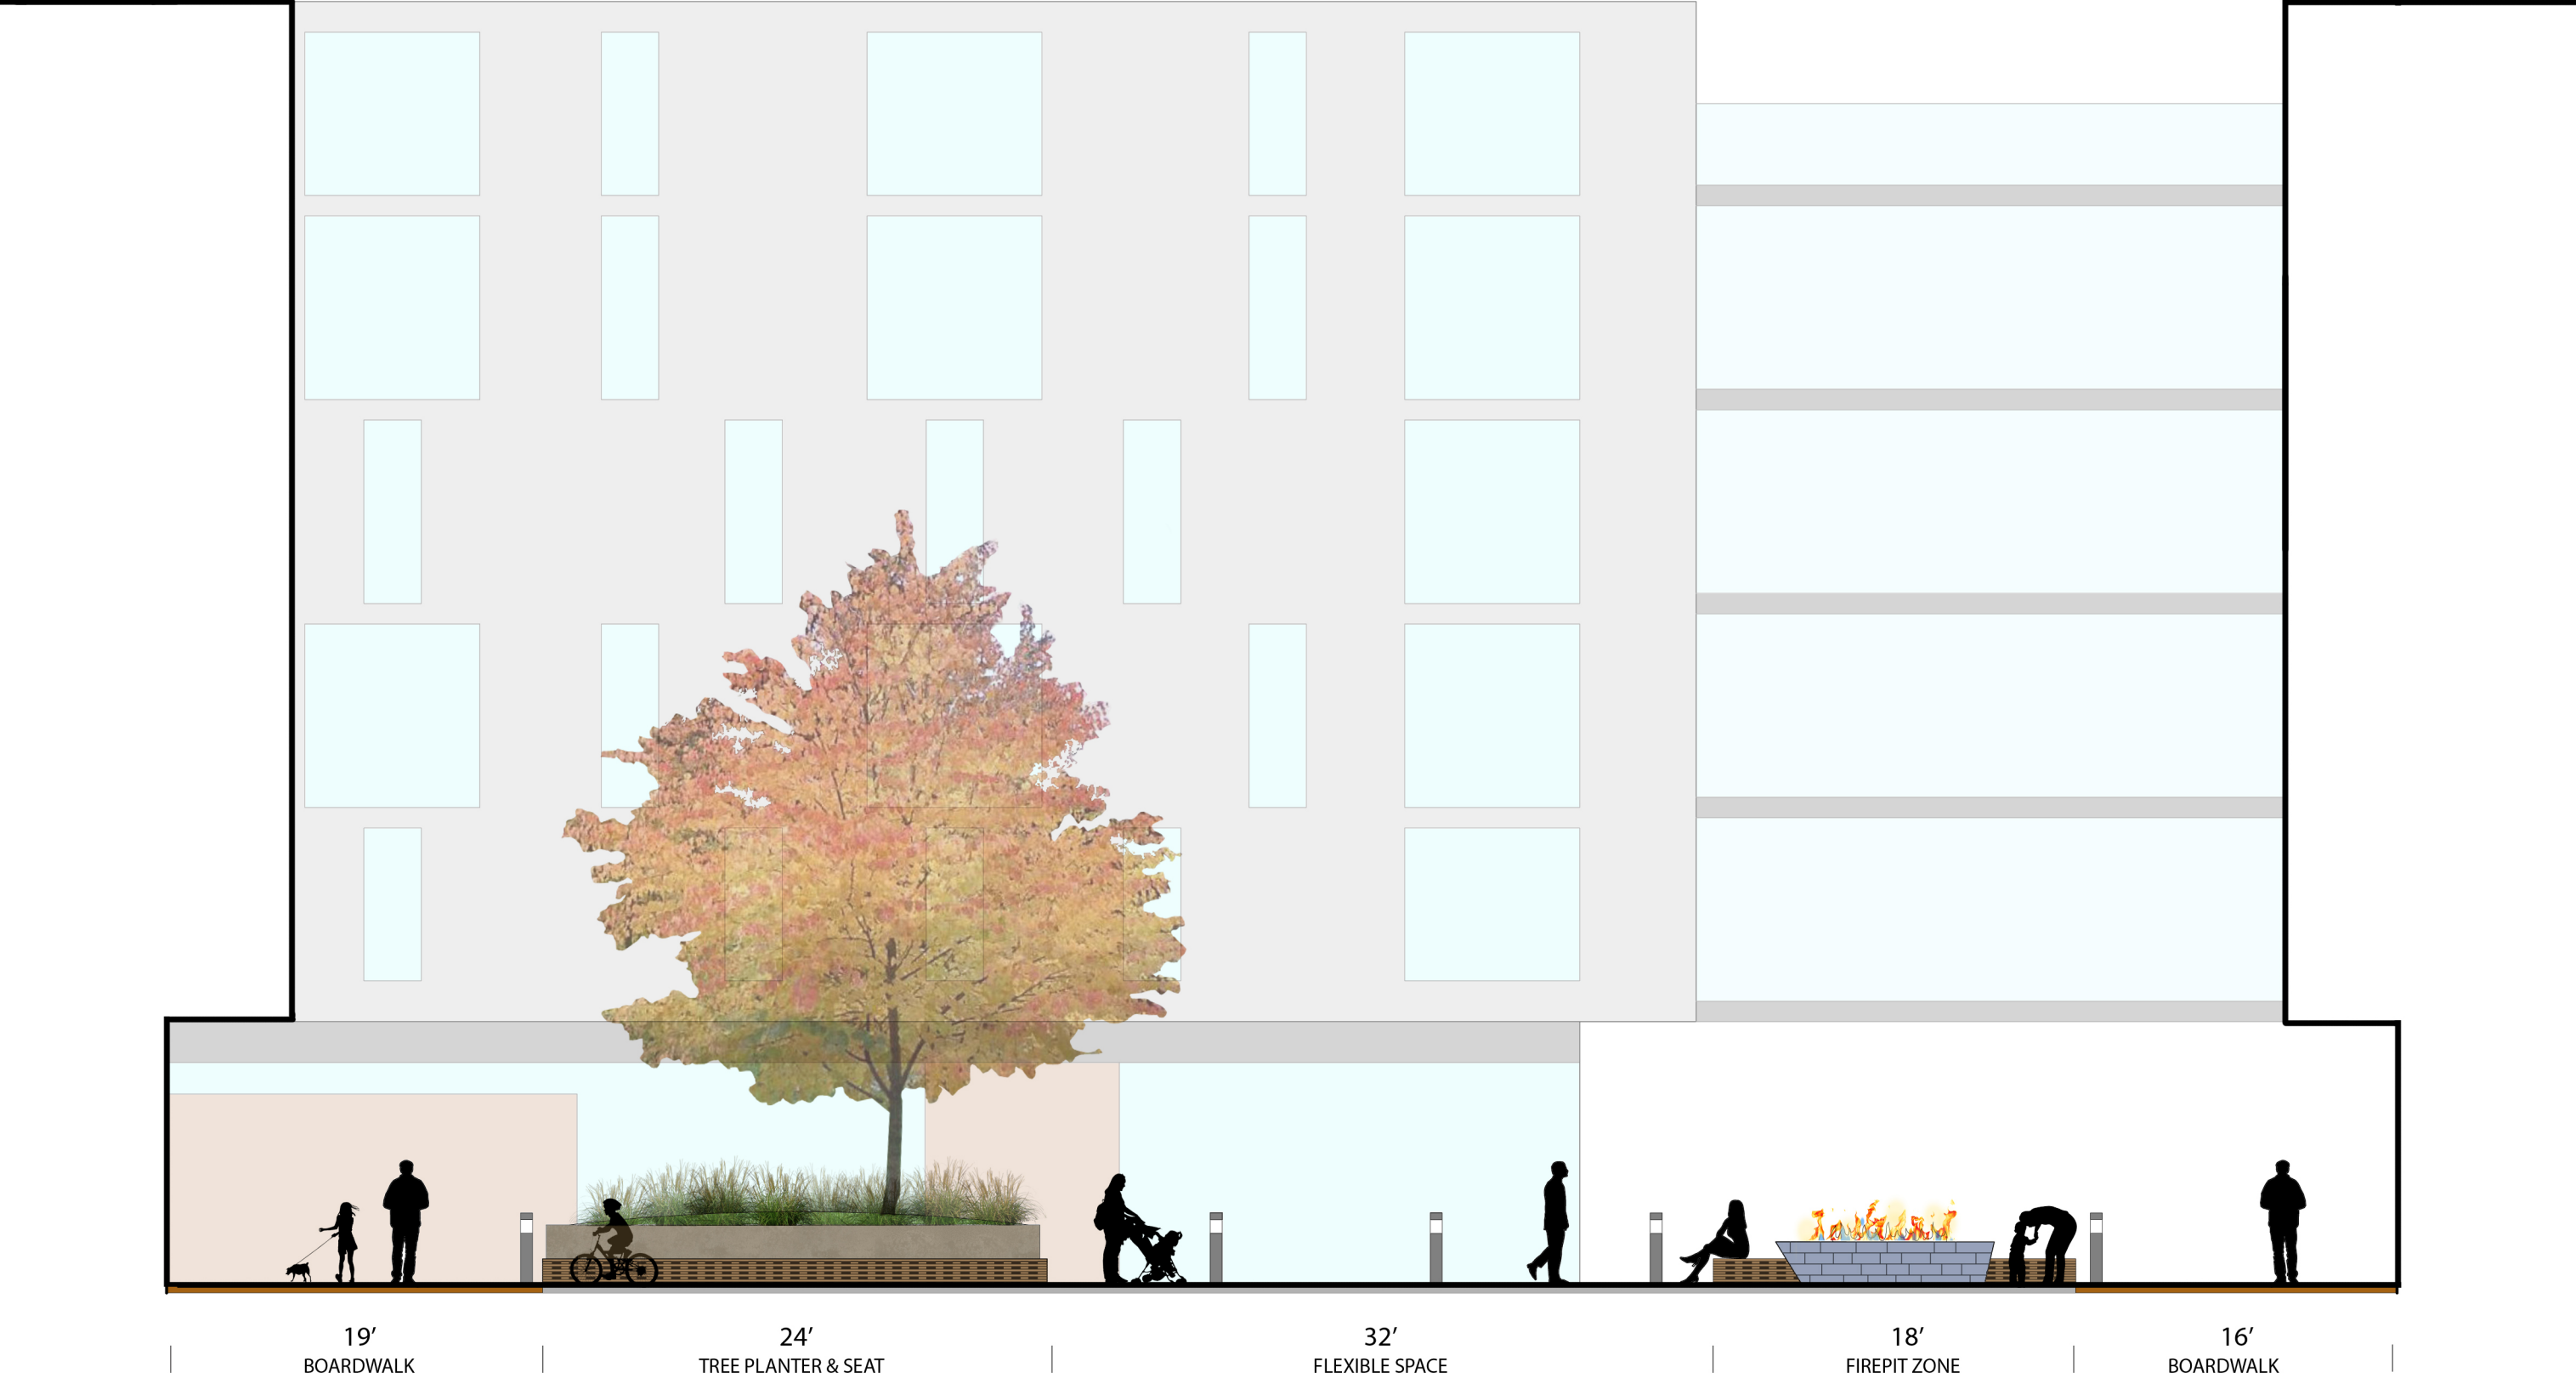 19’
BOARDWALK
24’
TREE PLANTER & SEAT
32’
FLEXIBLE SPACE
18’
FIREPIT ZONE
16’
BOARDWALK